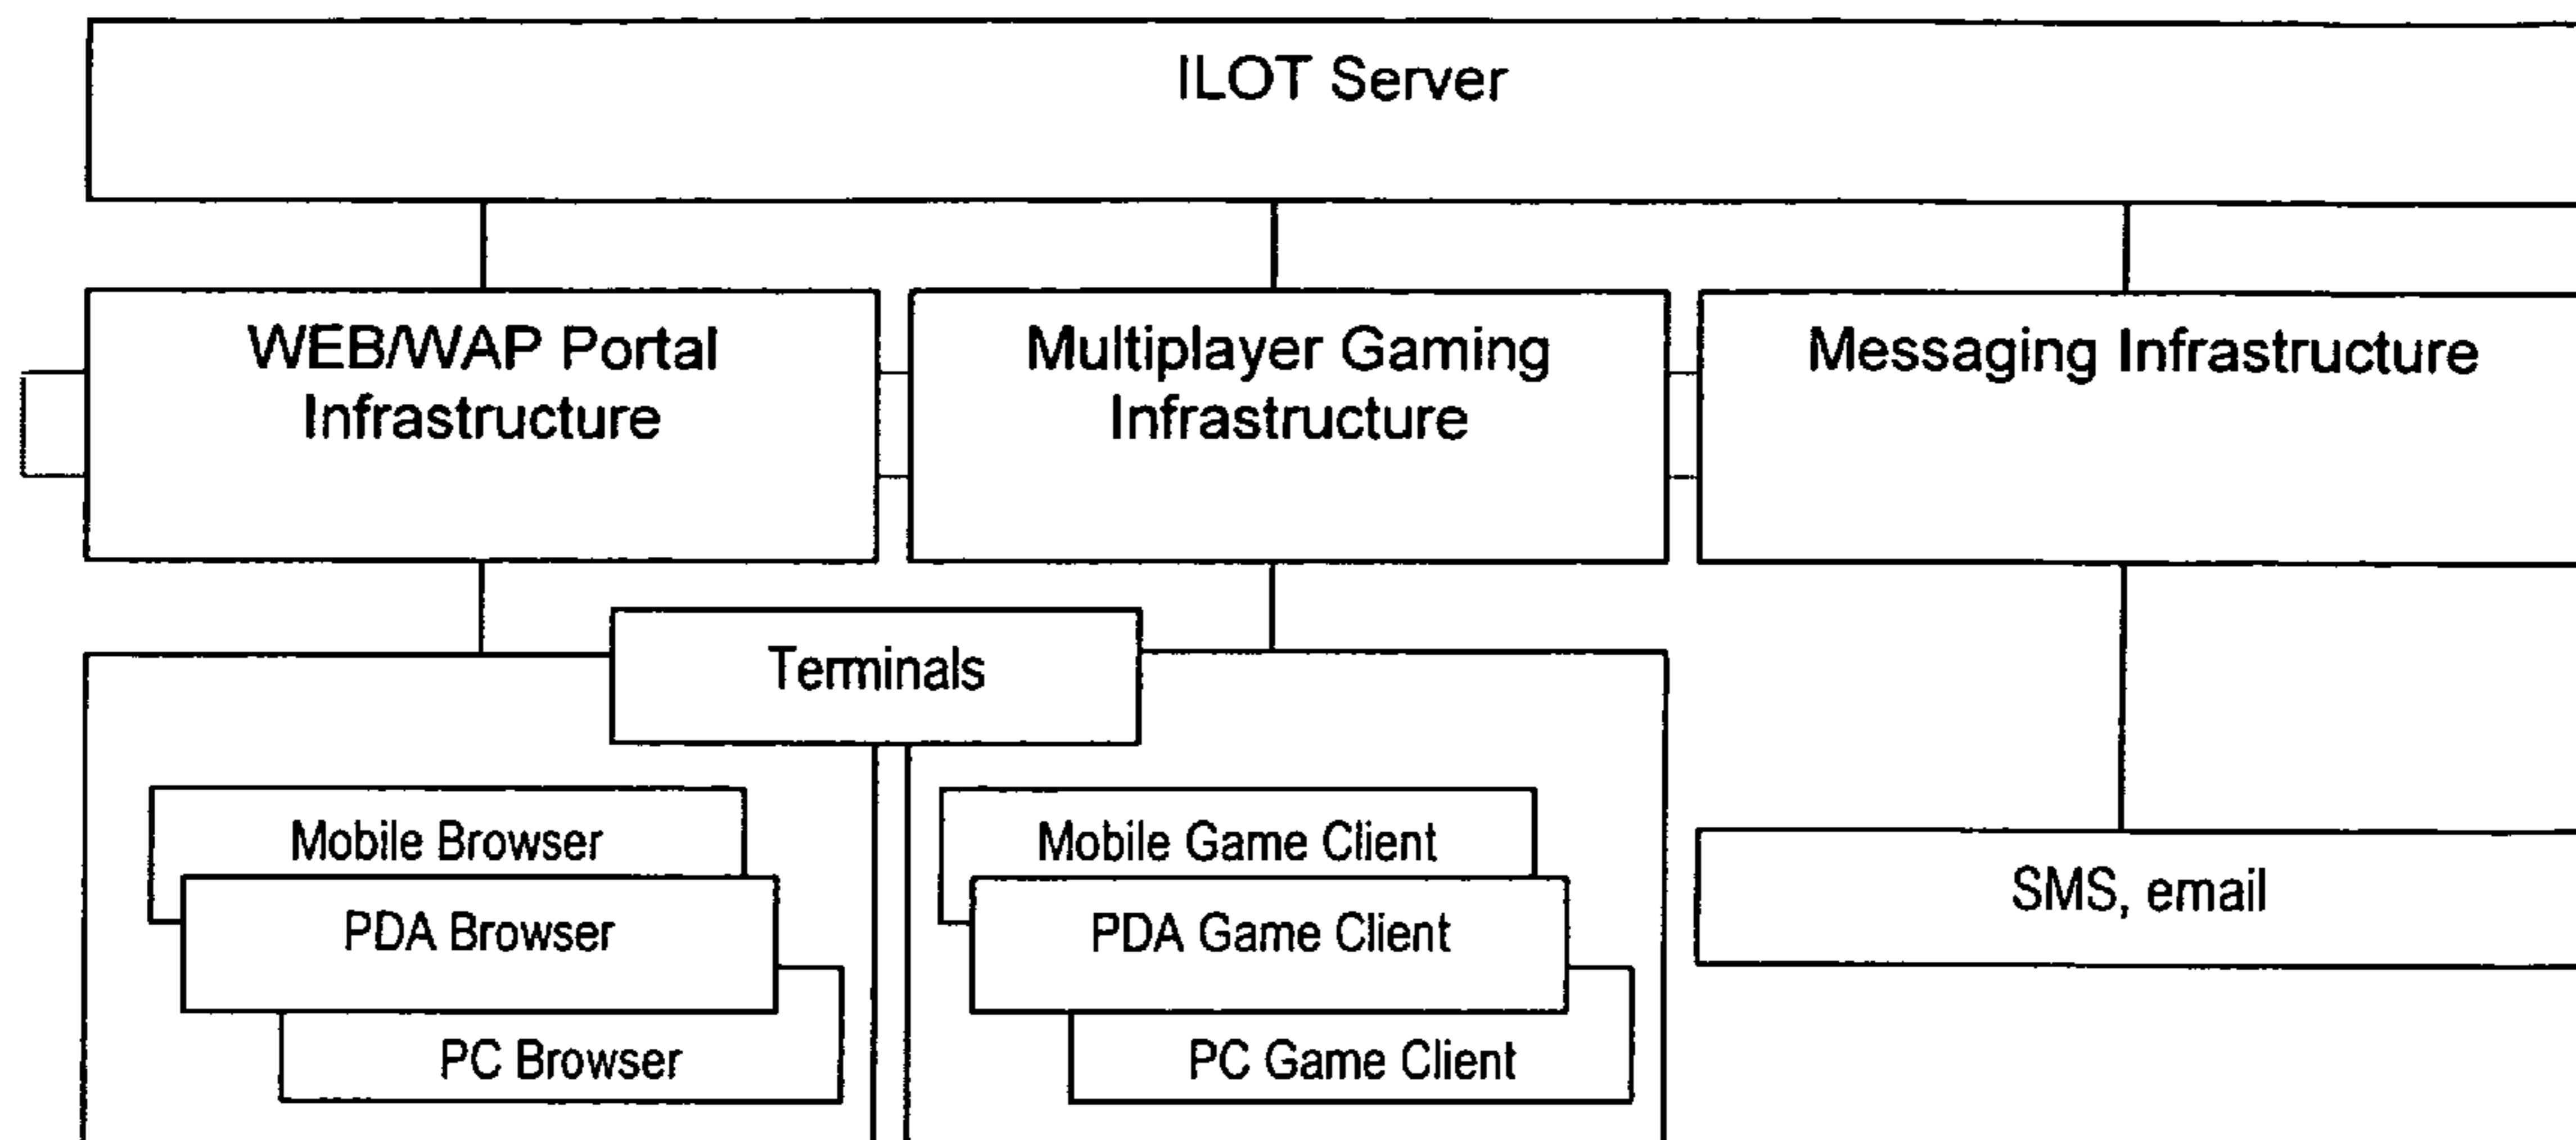 ILOT Server
WEB/WAP Portal
Infrastructure
Multiplayer Gaming
Infrastructure
Messaging Infrastructure
Terminals
Mobile Browser
PDA Browser
PC Browser
Mobile Game Client
PDA Game Client
PC Game Client
SMS, email